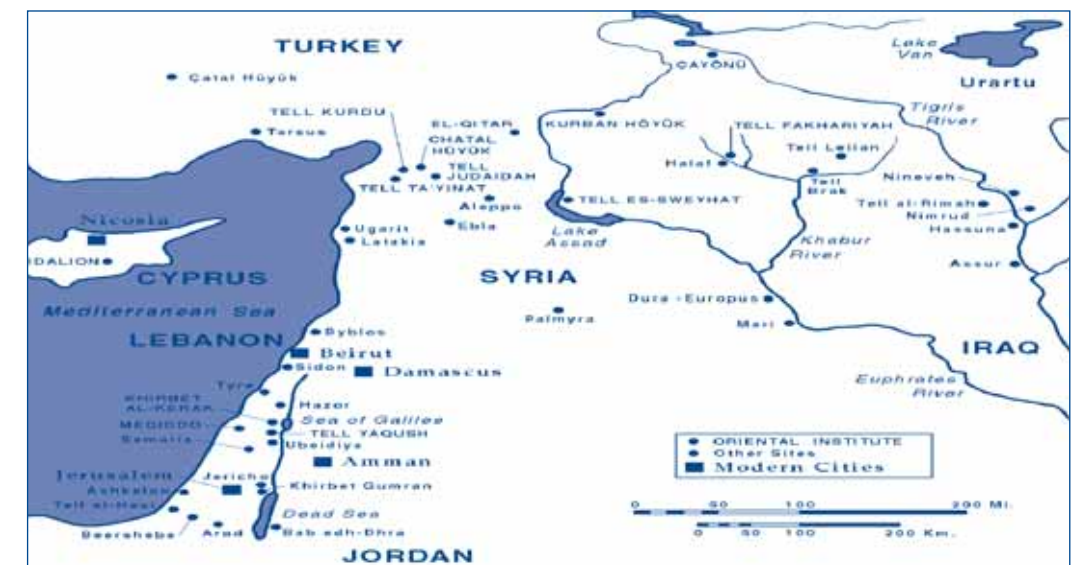 TURKEY
Lake
Van
Urartu
Çatal Hüyük
ÇAYÖNÜ
Tigris
River
TELL KURDU
EL-QITAR
KURBAN HÖYÜK
TELL FAKHARIYAH
Tarsus
CHATAL
HÜYÜK
Tell Leilan
Halaf
TELL
JUDAIDAH
TELL TA'YINAT
Tell
Brak
Nineveh
Aleppo
TELL ES-SWEYHAT
Tell al-Rimah
Nimrud
Nicosia
Ugarit
Ebla
Hassuna
Latakia
Lake
Assad
Khabur
River
IDALION
CYPRUS
SYRIA
Assur
Mediterranean Sea
Dura-Europus
Palmyra
Mari
LEBANON
Byblos
IRAQ
Beirut
Sidon
Damascus
Euphrates
River
Tyre
KHIRBET
AL-KERAK
Hazor
MEGIDDO
Sea of Galilee
Samaria
TELL YAQUSH
Ubeidiya
ORIENTAL INSTITUTE
Other Sites
Modern Cities
Amman
Jerusalem
Jericho
Ashkelon
Khirbet Qumran
Tell el-Hesi
Dead Sea
Beersheba
Arad
Bab edh-Dhra
JORDAN
0 50 100 200 Mi.
0 50 100 200 Km.